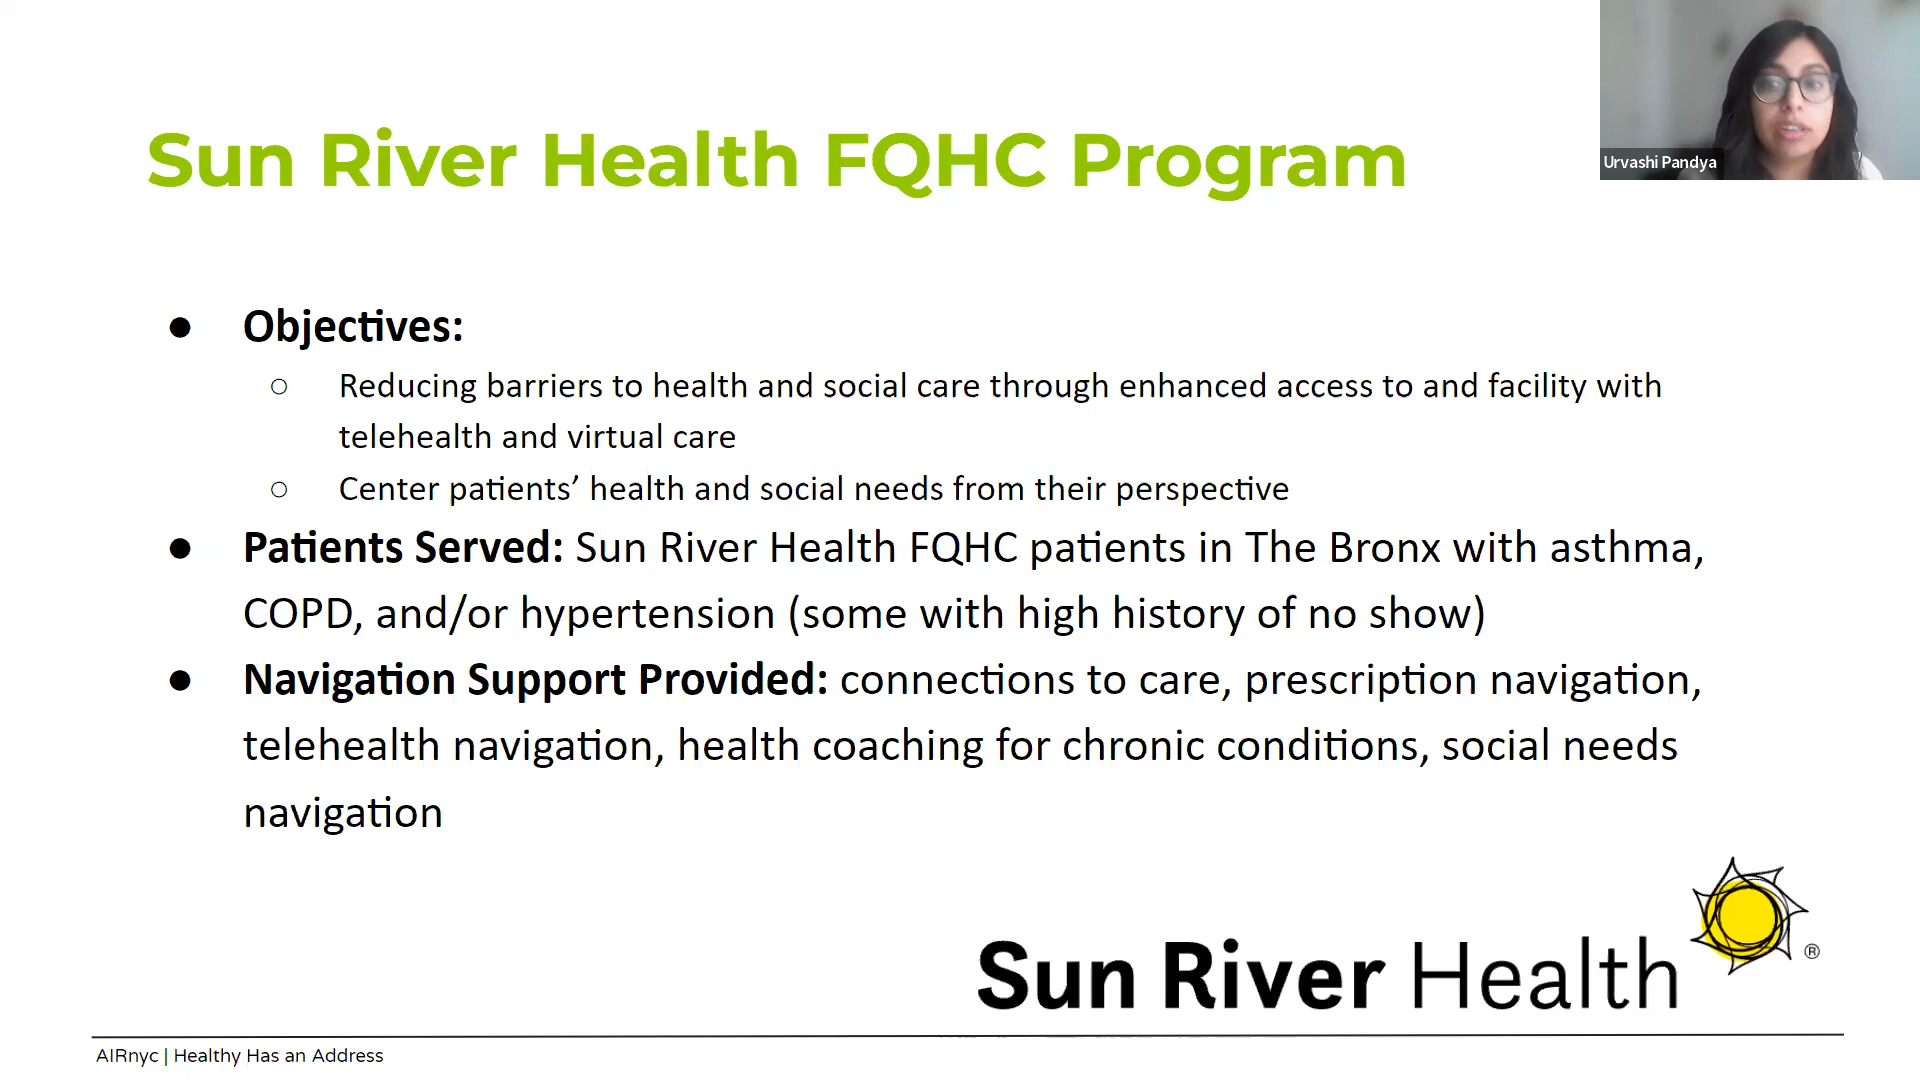 Sun River Health FQHC Program
Urvashi Pandya
● Objectives:
○ Reducing barriers to health and social care through enhanced access to and facility with
telehealth and virtual care
○ Center patients’ health and social needs from their perspective
● Patients Served: Sun River Health FQHC patients in The Bronx with asthma,
COPD, and/or hypertension (some with high history of no show)
● Navigation Support Provided: connections to care, prescription navigation,
telehealth navigation, health coaching for chronic conditions, social needs
navigation
Sun River Health ®
AIRnyc | Healthy Has an Address